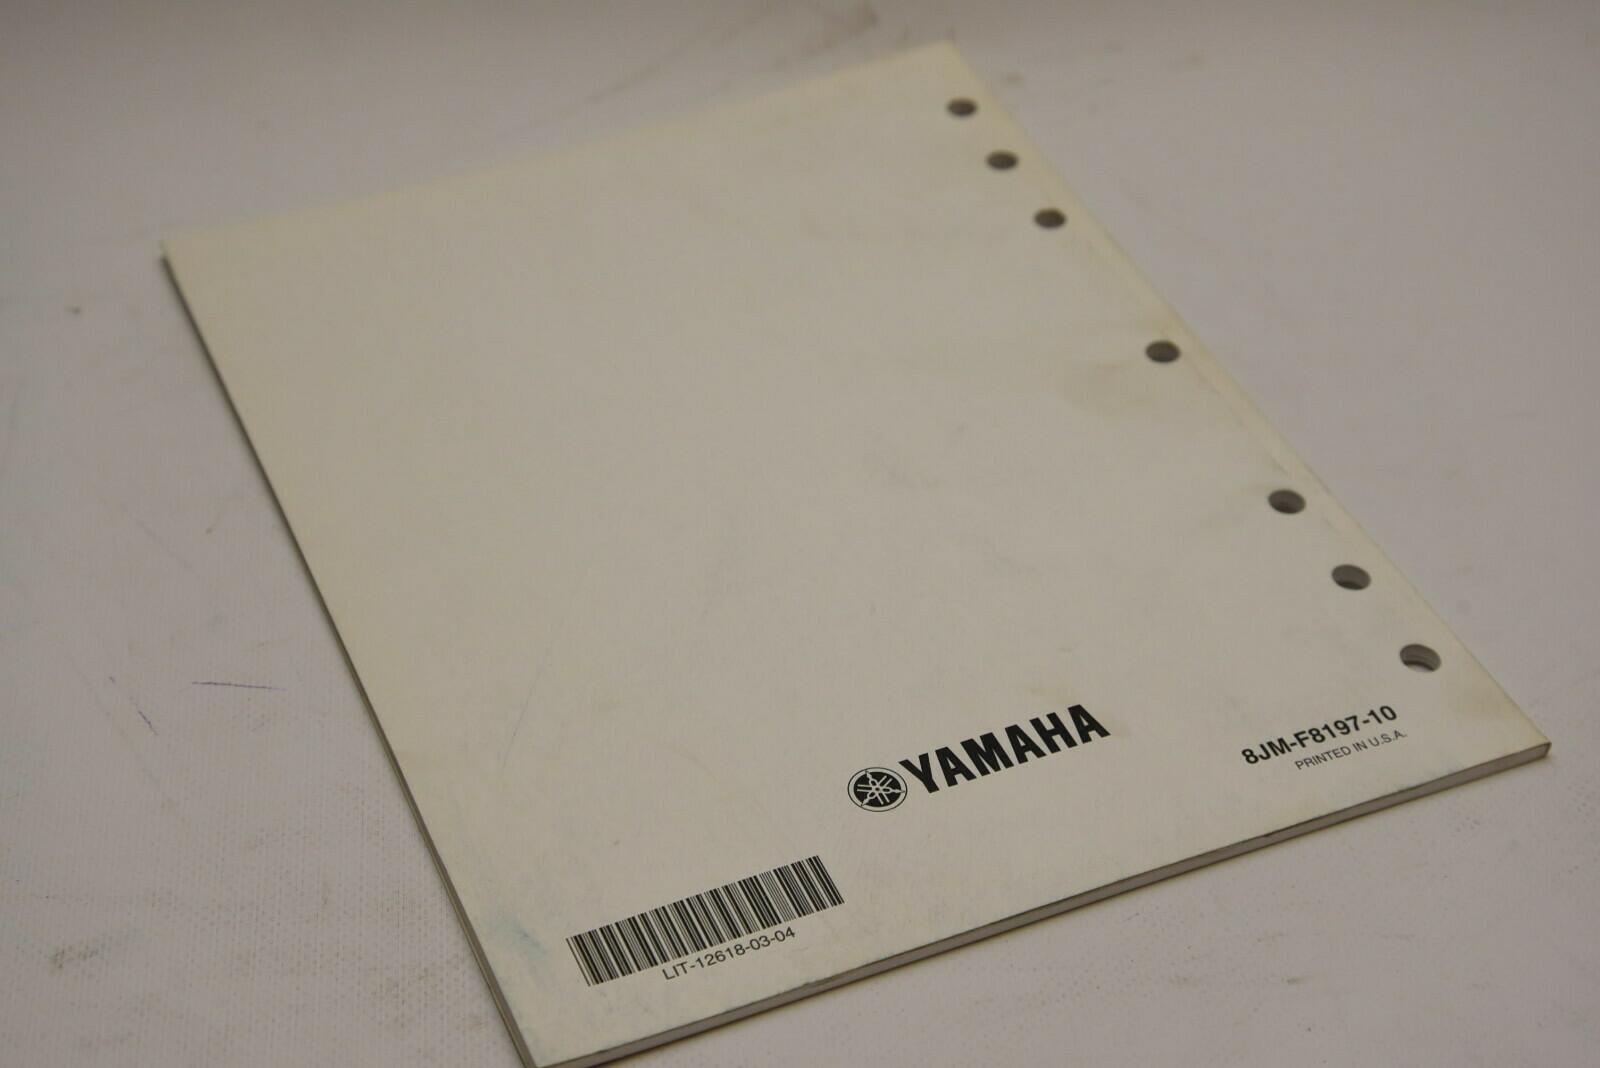 YAMAHA
8JM-F8197-10
PRINTED IN U.S.A.
LIT-12618-03-04